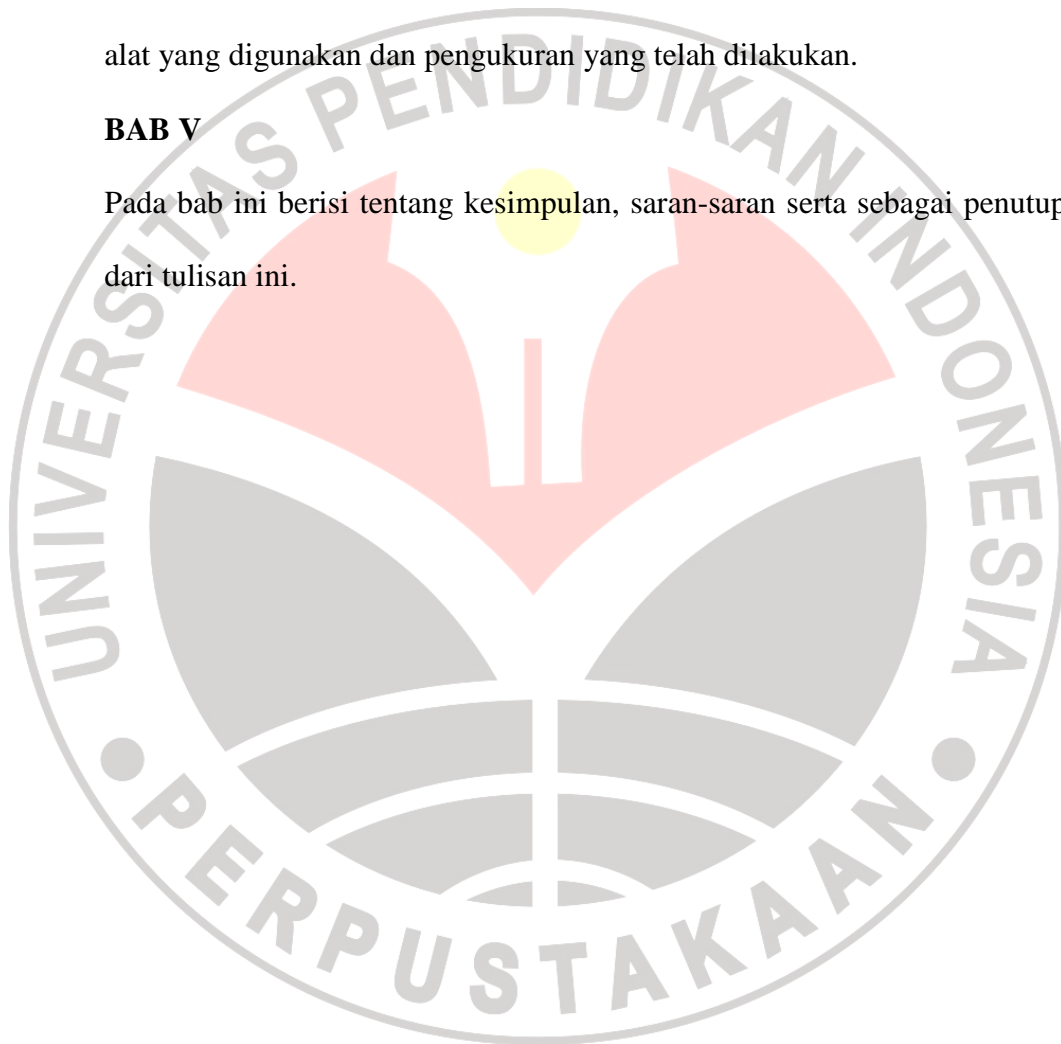 alat yang digunakan dan pengukuran yang telah dilakukan.
BAB V
Pada bab ini berisi tentang kesimpulan, saran-saran serta sebagai penutup
dari tulisan ini.
UNIVERSITAS PENDIDIKAN INDONESIA
PERPUSTAKAAN